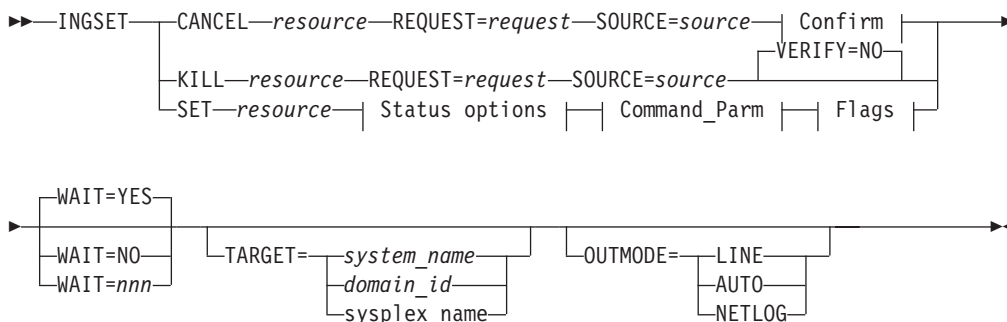 INGSET CANCEL resource REQUEST=request SOURCE=source Confirm
VERIFY=NO
KILL resource REQUEST=request SOURCE=source
SET resource Status options Command_Parm Flags
WAIT=YES
WAIT=NO TARGET= system_name OUTMODE= LINE
WAIT=nnn domain_id AUTO
sysplex_name NETLOG